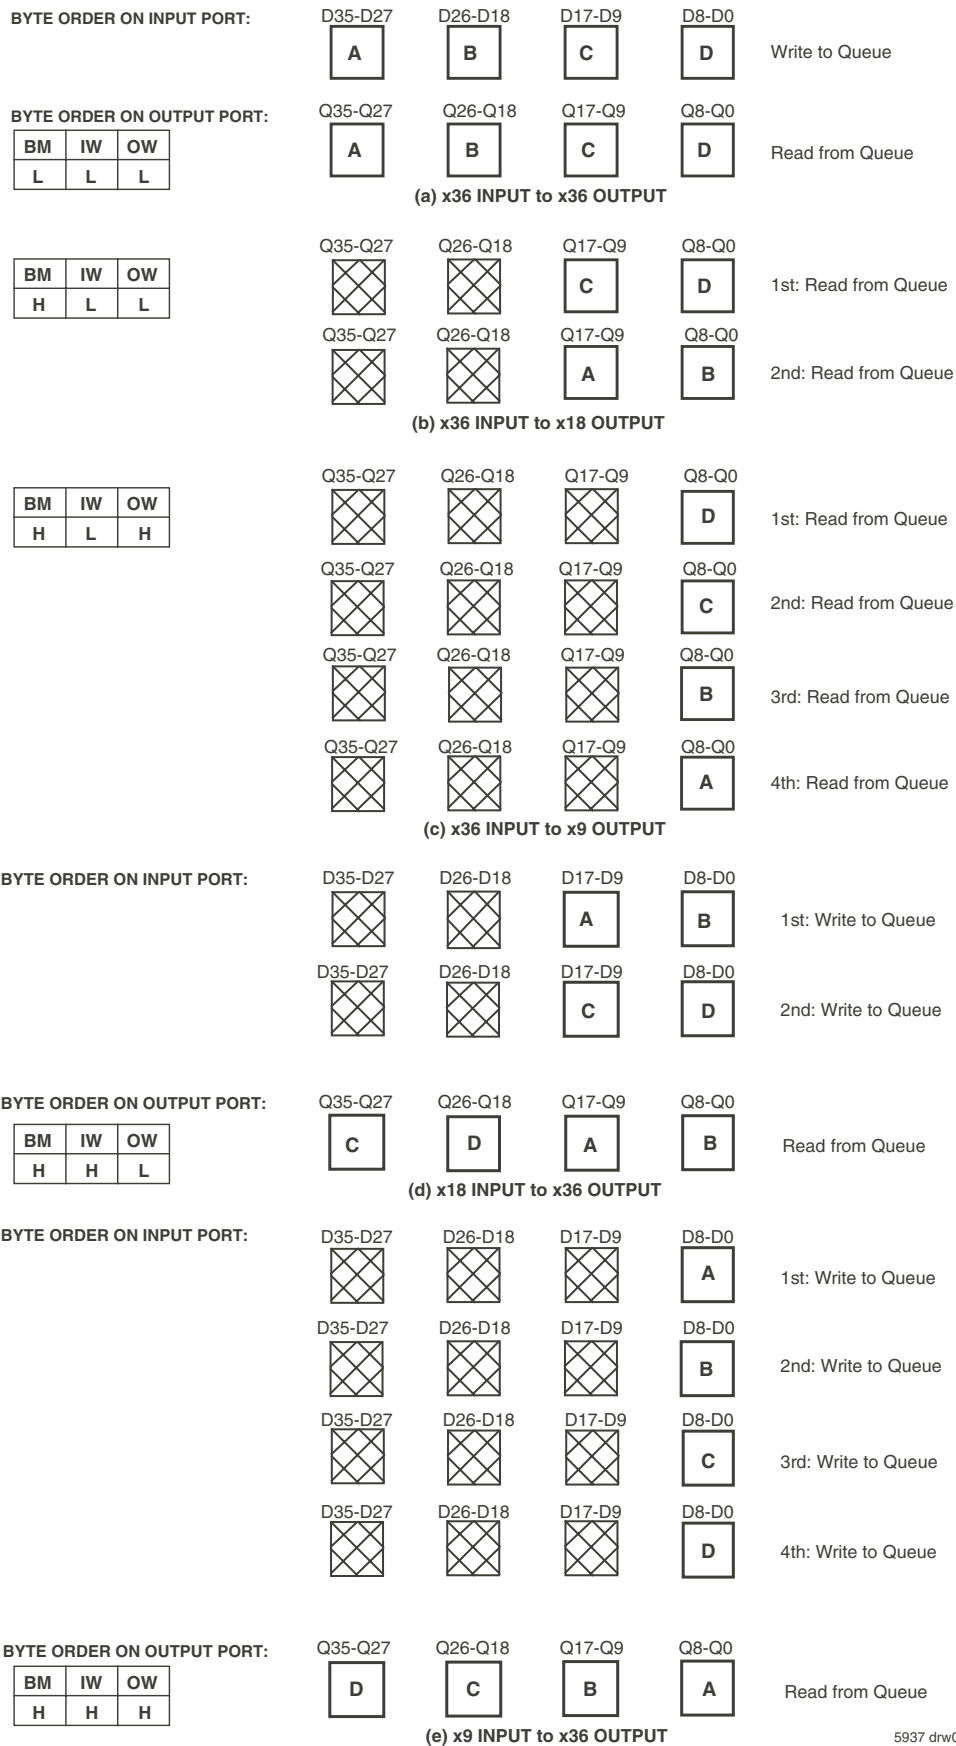 BYTE ORDER ON INPUT PORT: D35-D27 D26-D18 D17-D9 D8-D0
A B C D Write to Queue
BYTE ORDER ON OUTPUT PORT: Q35-Q27 Q26-Q18 Q17-Q9 Q8-Q0
BM IW OW
A B C D Read from Queue
L L L
(a) x36 INPUT to x36 OUTPUT
Q35-Q27 Q26-Q18 Q17-Q9 Q8-Q0
BM IW OW
C D 1st: Read from Queue
H L L
Q35-Q27 Q26-Q18 Q17-Q9 Q8-Q0
A B 2nd: Read from Queue
(b) x36 INPUT to x18 OUTPUT
Q35-Q27 Q26-Q18 Q17-Q9 Q8-Q0
BM IW OW
D 1st: Read from Queue
H L H
Q35-Q27 Q26-Q18 Q17-Q9 Q8-Q0
C 2nd: Read from Queue
Q35-Q27 Q26-Q18 Q17-Q9 Q8-Q0
B 3rd: Read from Queue
Q35-Q27 Q26-Q18 Q17-Q9 Q8-Q0
A 4th: Read from Queue
(c) x36 INPUT to x9 OUTPUT
BYTE ORDER ON INPUT PORT: D35-D27 D26-D18 D17-D9 D8-D0
A B 1st: Write to Queue
D35-D27 D26-D18 D17-D9 D8-D0
C D 2nd: Write to Queue
BYTE ORDER ON OUTPUT PORT: Q35-Q27 Q26-Q18 Q17-Q9 Q8-Q0
BM IW OW
C D A B Read from Queue
H H L
(d) x18 INPUT to x36 OUTPUT
BYTE ORDER ON INPUT PORT: D35-D27 D26-D18 D17-D9 D8-D0
A 1st: Write to Queue
D35-D27 D26-D18 D17-D9 D8-D0
B 2nd: Write to Queue
D35-D27 D26-D18 D17-D9 D8-D0
C 3rd: Write to Queue
D35-D27 D26-D18 D17-D9 D8-D0
D 4th: Write to Queue
BYTE ORDER ON OUTPUT PORT: Q35-Q27 Q26-Q18 Q17-Q9 Q8-Q0
BM IW OW
D C B A Read from Queue
H H H
(e) x9 INPUT to x36 OUTPUT
5937